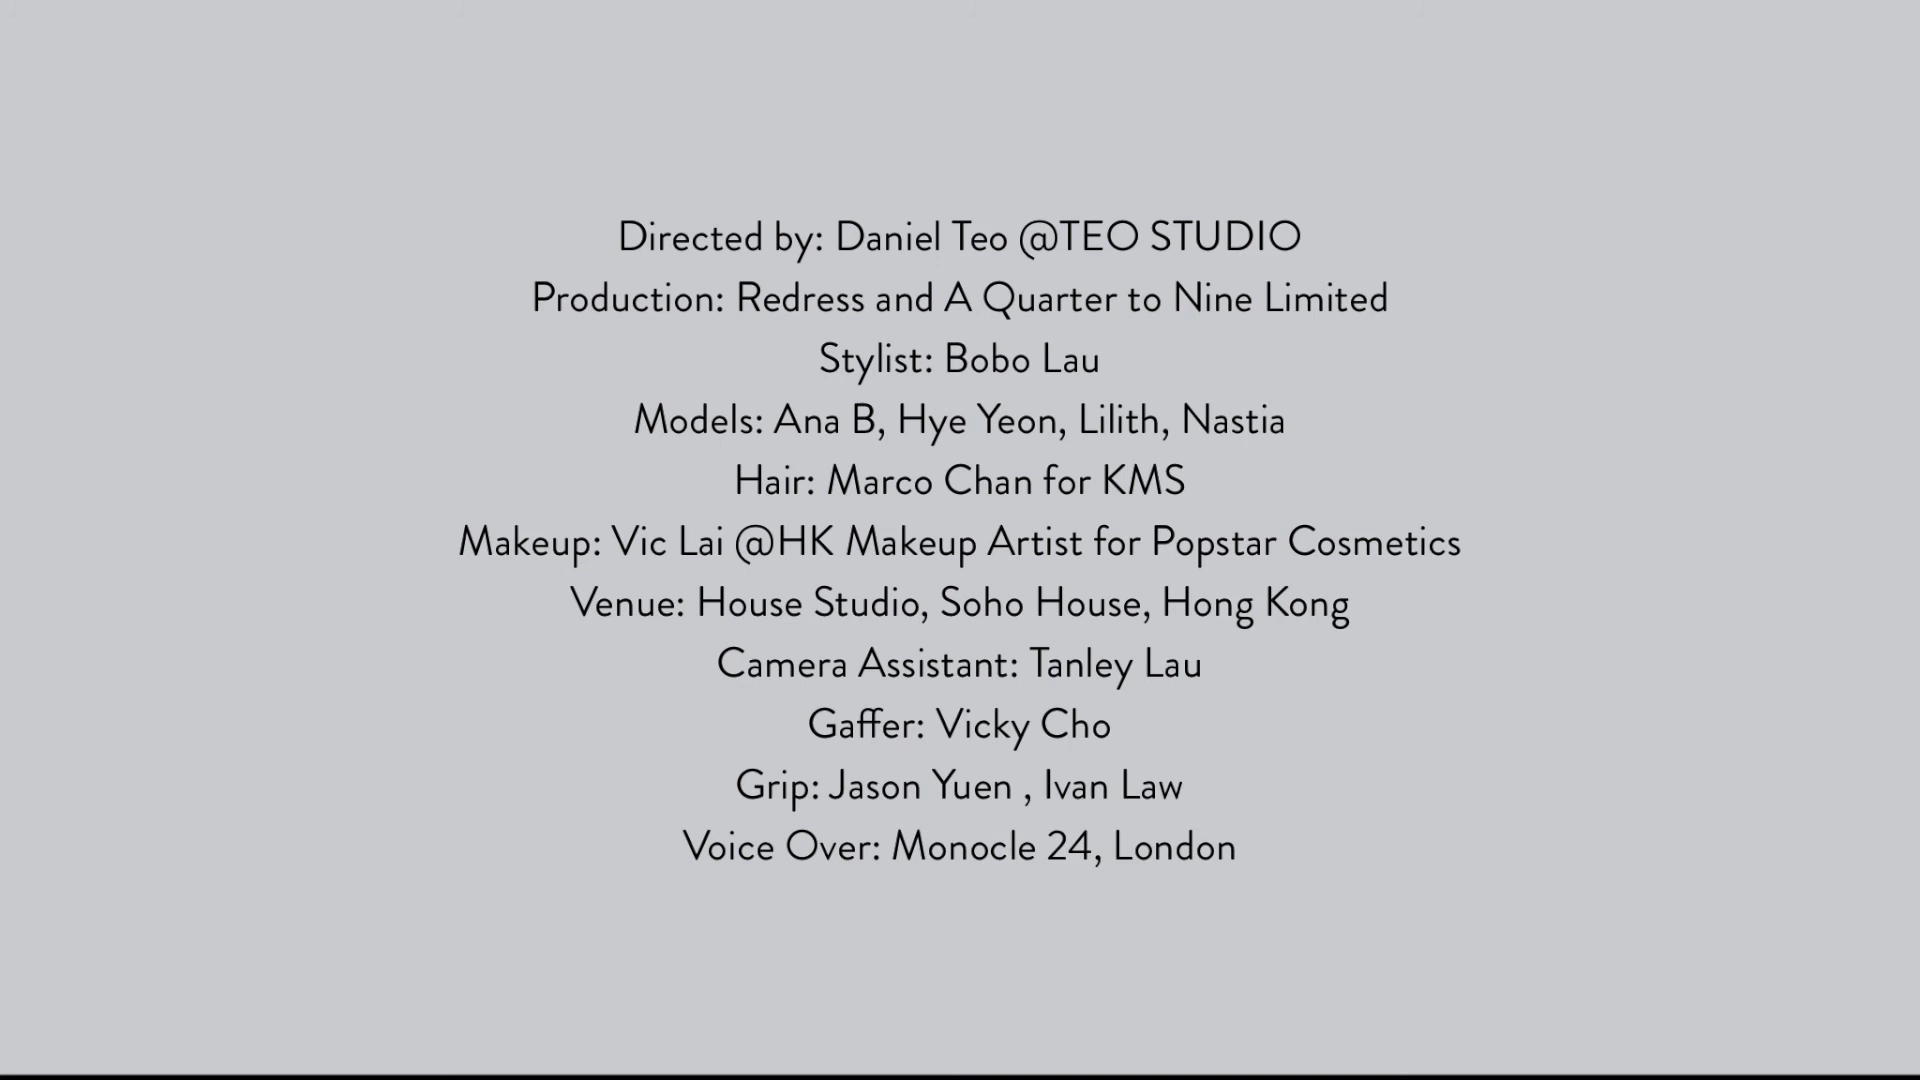 Directed by: Daniel Teo @TEO STUDIO
Production: Redress and A Quarter to Nine Limited
Stylist: Bobo Lau
Models: Ana B, Hye Yeon, Lilith, Nastia
Hair: Marco Chan for KMS
Makeup: Vic Lai @HK Makeup Artist for Popstar Cosmetics
Venue: House Studio, Soho House, Hong Kong
Camera Assistant: Tanley Lau
Gaffer: Vicky Cho
Grip: Jason Yuen , Ivan Law
Voice Over: Monocle 24, London